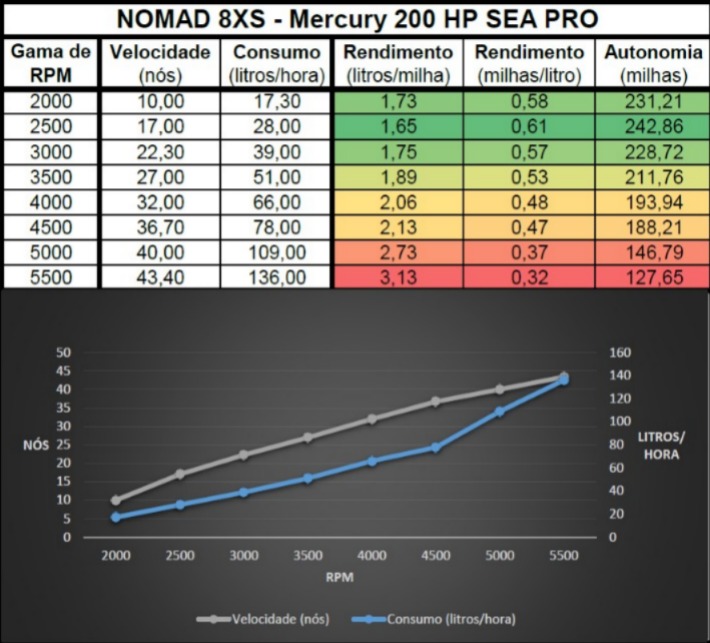 NOMAD 8XS - Mercury 200 HP SEA PRO
Gama de RPM Velocidade (nós) Consumo (litros/hora) Rendimento (litros/milha) Rendimento (milhas/litro) Autonomia (milhas)
2000 10,00 17,30 1,73 0,58 231,21
2500 17,00 28,00 1,65 0,61 242,86
3000 22,30 39,00 1,75 0,57 228,72
3500 27,00 51,00 1,89 0,53 211,76
4000 32,00 66,00 2,06 0,48 193,94
4500 36,70 78,00 2,13 0,47 188,21
5000 40,00 109,00 2,73 0,37 146,79
5500 43,40 136,00 3,13 0,32 127,65
50 160
45 140
40 120
35 100
30 80
25 60
20 40
15 20
10 0
5
0
NÓS
LITROS/
HORA
2000 2500 3000 3500 4000 4500 5000 5500
RPM
Velocidade (nós) Consumo (litros/hora)